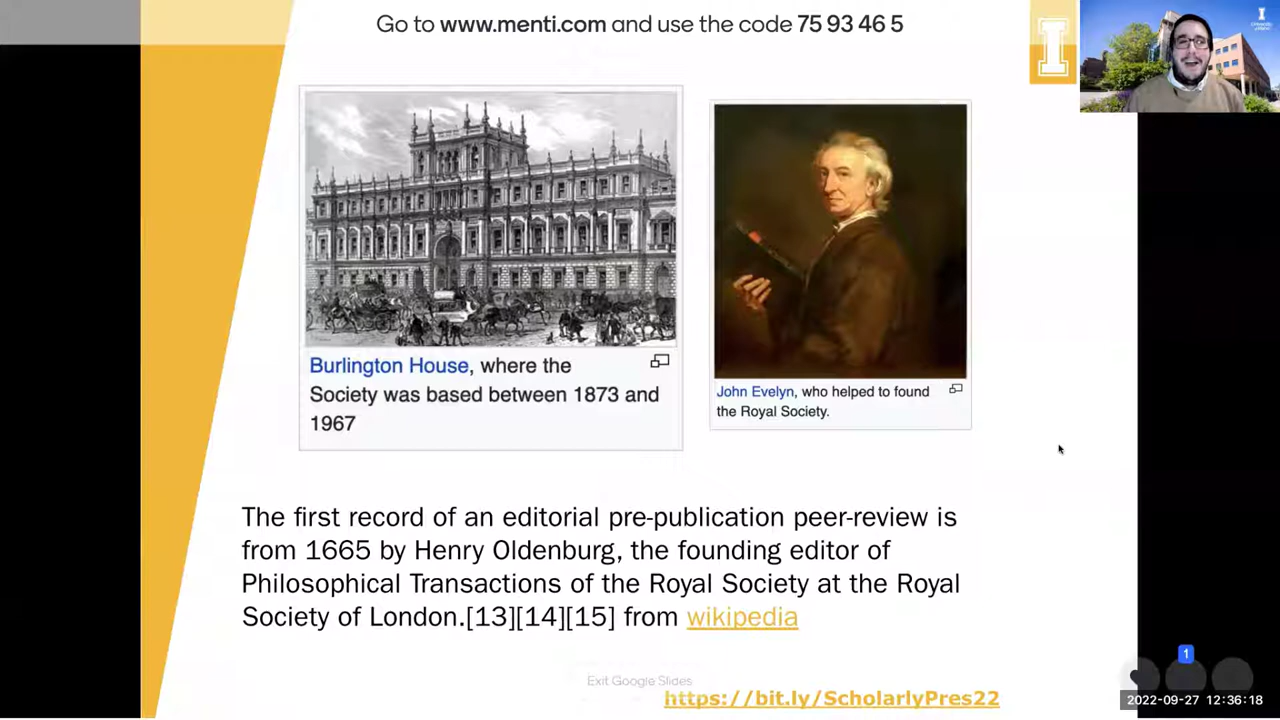 Go to www.menti.com and use the code 75 93 46 5
I
Burlington House, where the
Society was based between 1873 and
1967
John Evelyn, who helped to found
the Royal Society.
The first record of an editorial pre-publication peer-review is
from 1665 by Henry Oldenburg, the founding editor of
Philosophical Transactions of the Royal Society at the Royal
Society of London.[13][14][15] from wikipedia
Exit Google Slides
https://bit.ly/ScholarlyPres22
1
2022-09-27 12:36:18